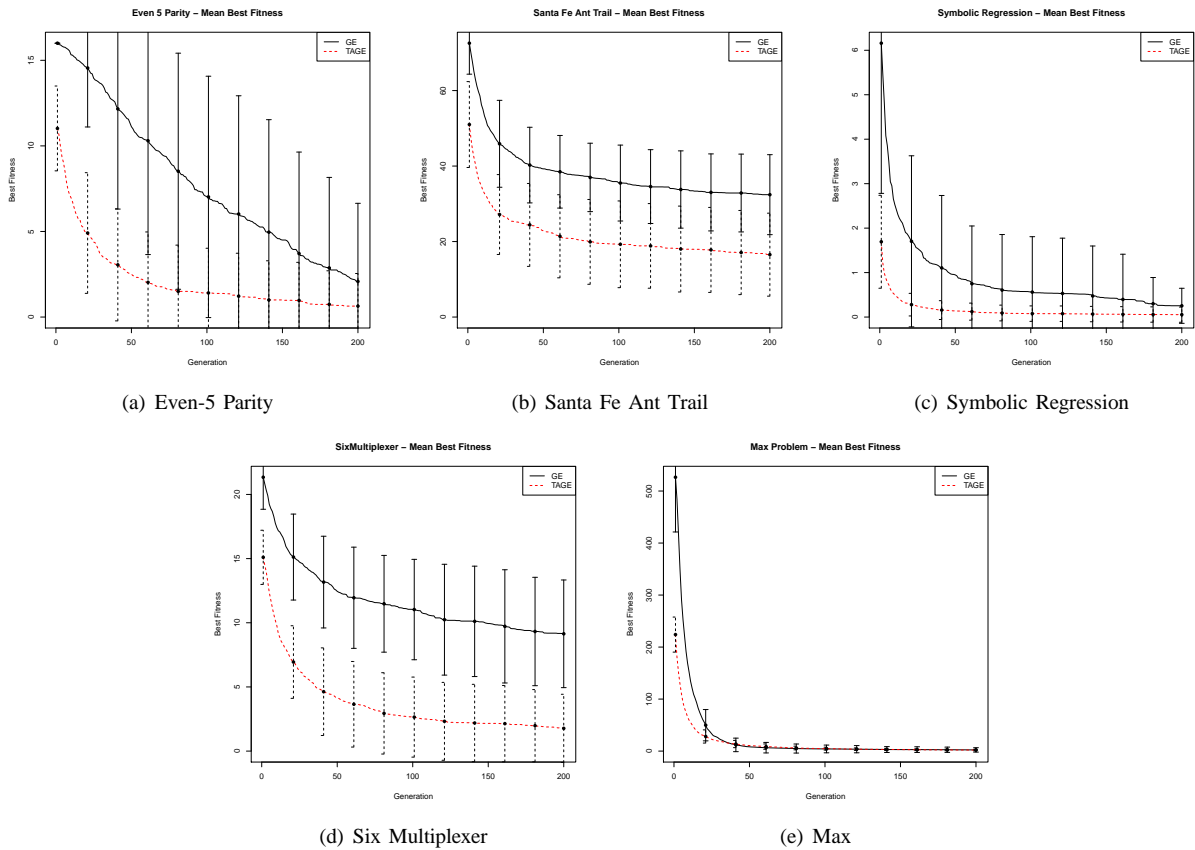 Even 5 Parity – Mean Best Fitness
GE
TAGE
Best Fitness
0 5 10 15
0 50 100 150 200
Generation
(a) Even-5 Parity
Santa Fe Ant Trail – Mean Best Fitness
GE
TAGE
Best Fitness
0 20 40 60
0 50 100 150 200
Generation
(b) Santa Fe Ant Trail
Symbolic Regression – Mean Best Fitness
GE
TAGE
Best Fitness
0 1 2 3 4 5 6
0 50 100 150 200
Generation
(c) Symbolic Regression
SixMultiplexer – Mean Best Fitness
GE
TAGE
Best Fitness
0 5 10 15 20
0 50 100 150 200
Generation
(d) Six Multiplexer
Max Problem – Mean Best Fitness
GE
TAGE
Best Fitness
0 100 200 300 400 500
0 50 100 150 200
Generation
(e) Max